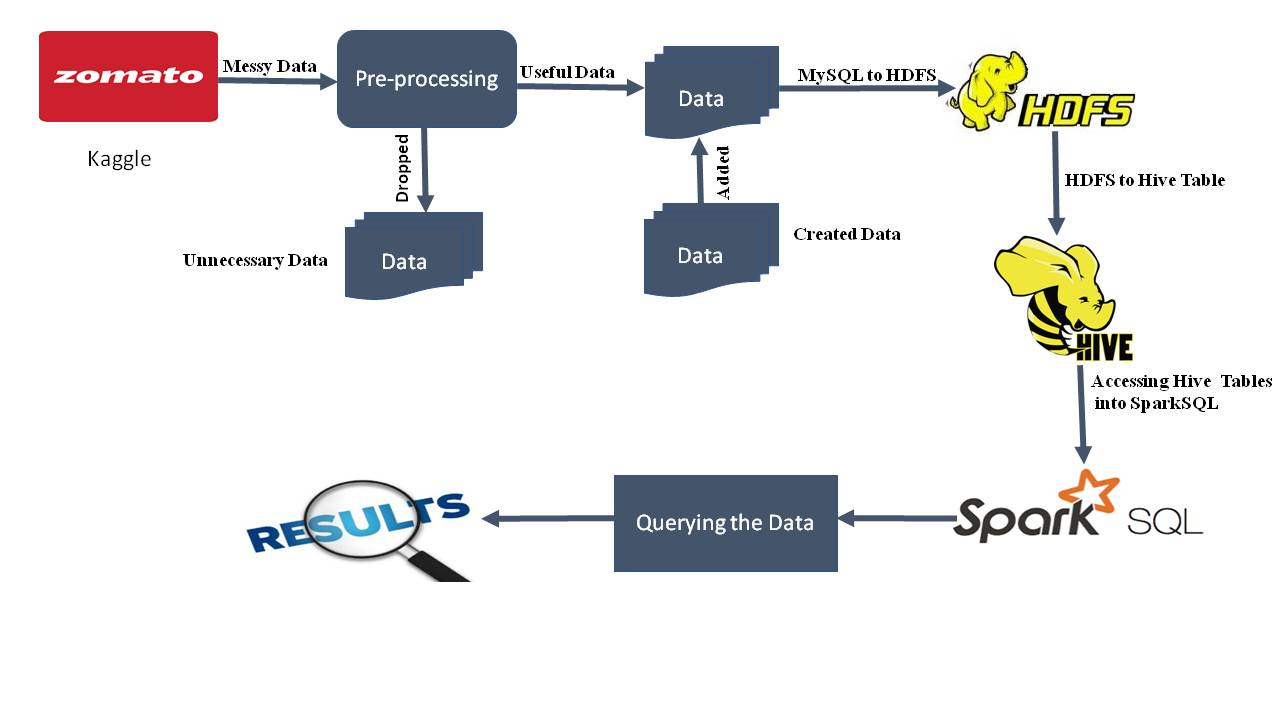 zomato
Messy Data
Pre-processing
Useful Data
Data
MySQL to HDFS
HDFS
Kaggle
Dropped
Added
HDFS to Hive Table
Unnecessary Data
Data
Data
Created Data
HIVE
Accessing Hive Tables
into SparkSQL
RESULTS
Querying the Data
Spark SQL